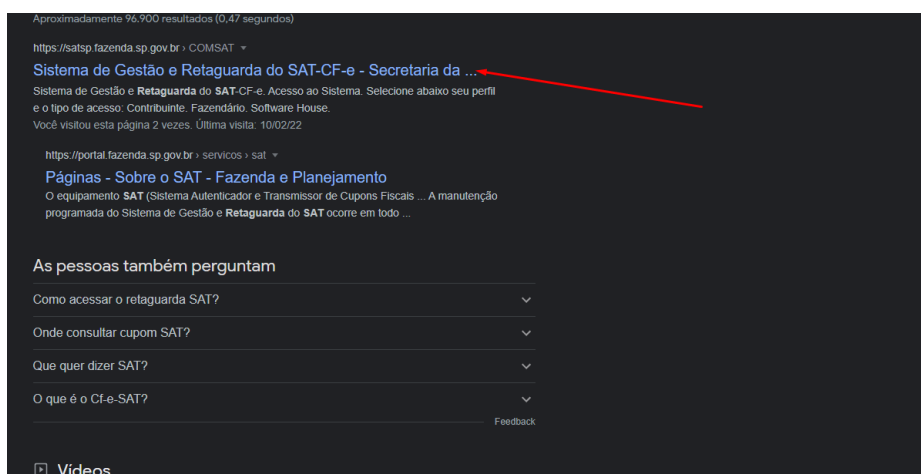 Aproximadamente 96.900 resultados (0,47 segundos)
https://satsp.fazenda.sp.gov.br › COMSAT
Sistema de Gestão e Retaguarda do SAT-CF-e - Secretaria da ...
Sistema de Gestão e Retaguarda do SAT-CF-e. Acesso ao Sistema. Selecione abaixo seu perfil
e o tipo de acesso: Contribuinte. Fazendário. Software House.
Você visitou esta página 2 vezes. Última visita: 10/02/22
https://portal.fazenda.sp.gov.br › servicos › sat
Páginas - Sobre o SAT - Fazenda e Planejamento
O equipamento SAT (Sistema Autenticador e Transmissor de Cupons Fiscais ... A manutenção
programada do Sistema de Gestão e Retaguarda do SAT ocorre em todo ...
As pessoas também perguntam
Como acessar o retaguarda SAT?
Onde consultar cupom SAT?
Que quer dizer SAT?
O que é o Cf-e-SAT?
Feedback
Vídeos